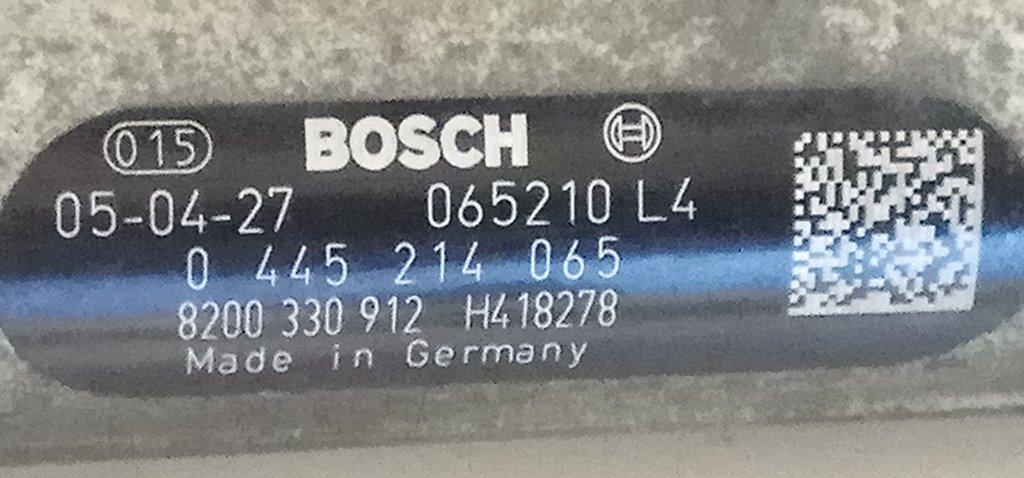 015 BOSCH
05-04-27 065210 L4
0 445 214 065
8200 330 912 H418278
Made in Germany